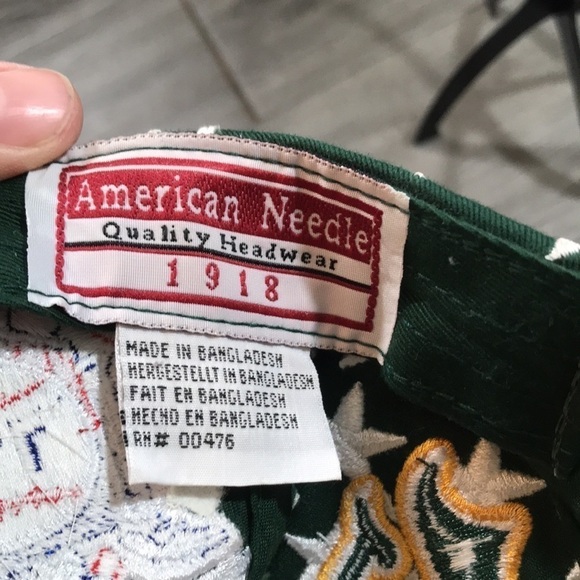 American Needle
Quality Headwear
1918
MADE IN BANGLADESH
HERGESTELLT IN BANGLADESH
FAIT EN BANGLADESH
HECHO EN BANGLADESH
RN# 00476